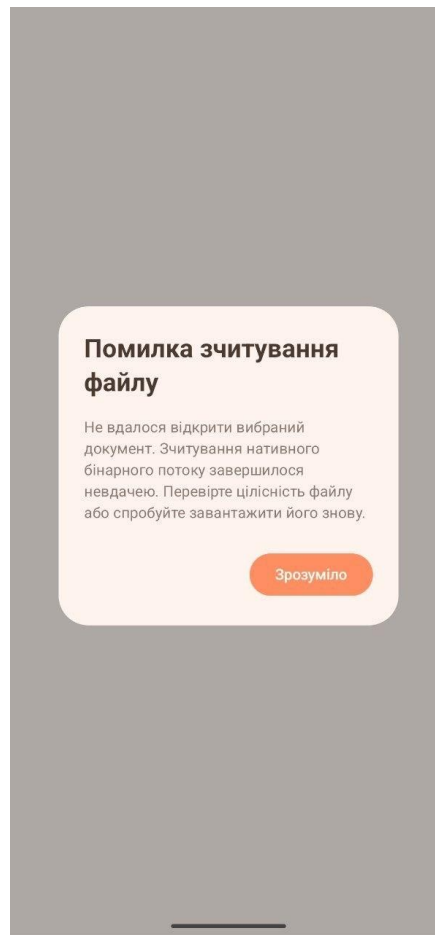 Помилка зчитування
файлу
Не вдалося відкрити вибраний
документ. Зчитування нативного
бінарного потоку завершилося
невдачею. Перевірте цілісність файлу
або спробуйте завантажити його знову.
Зрозуміло